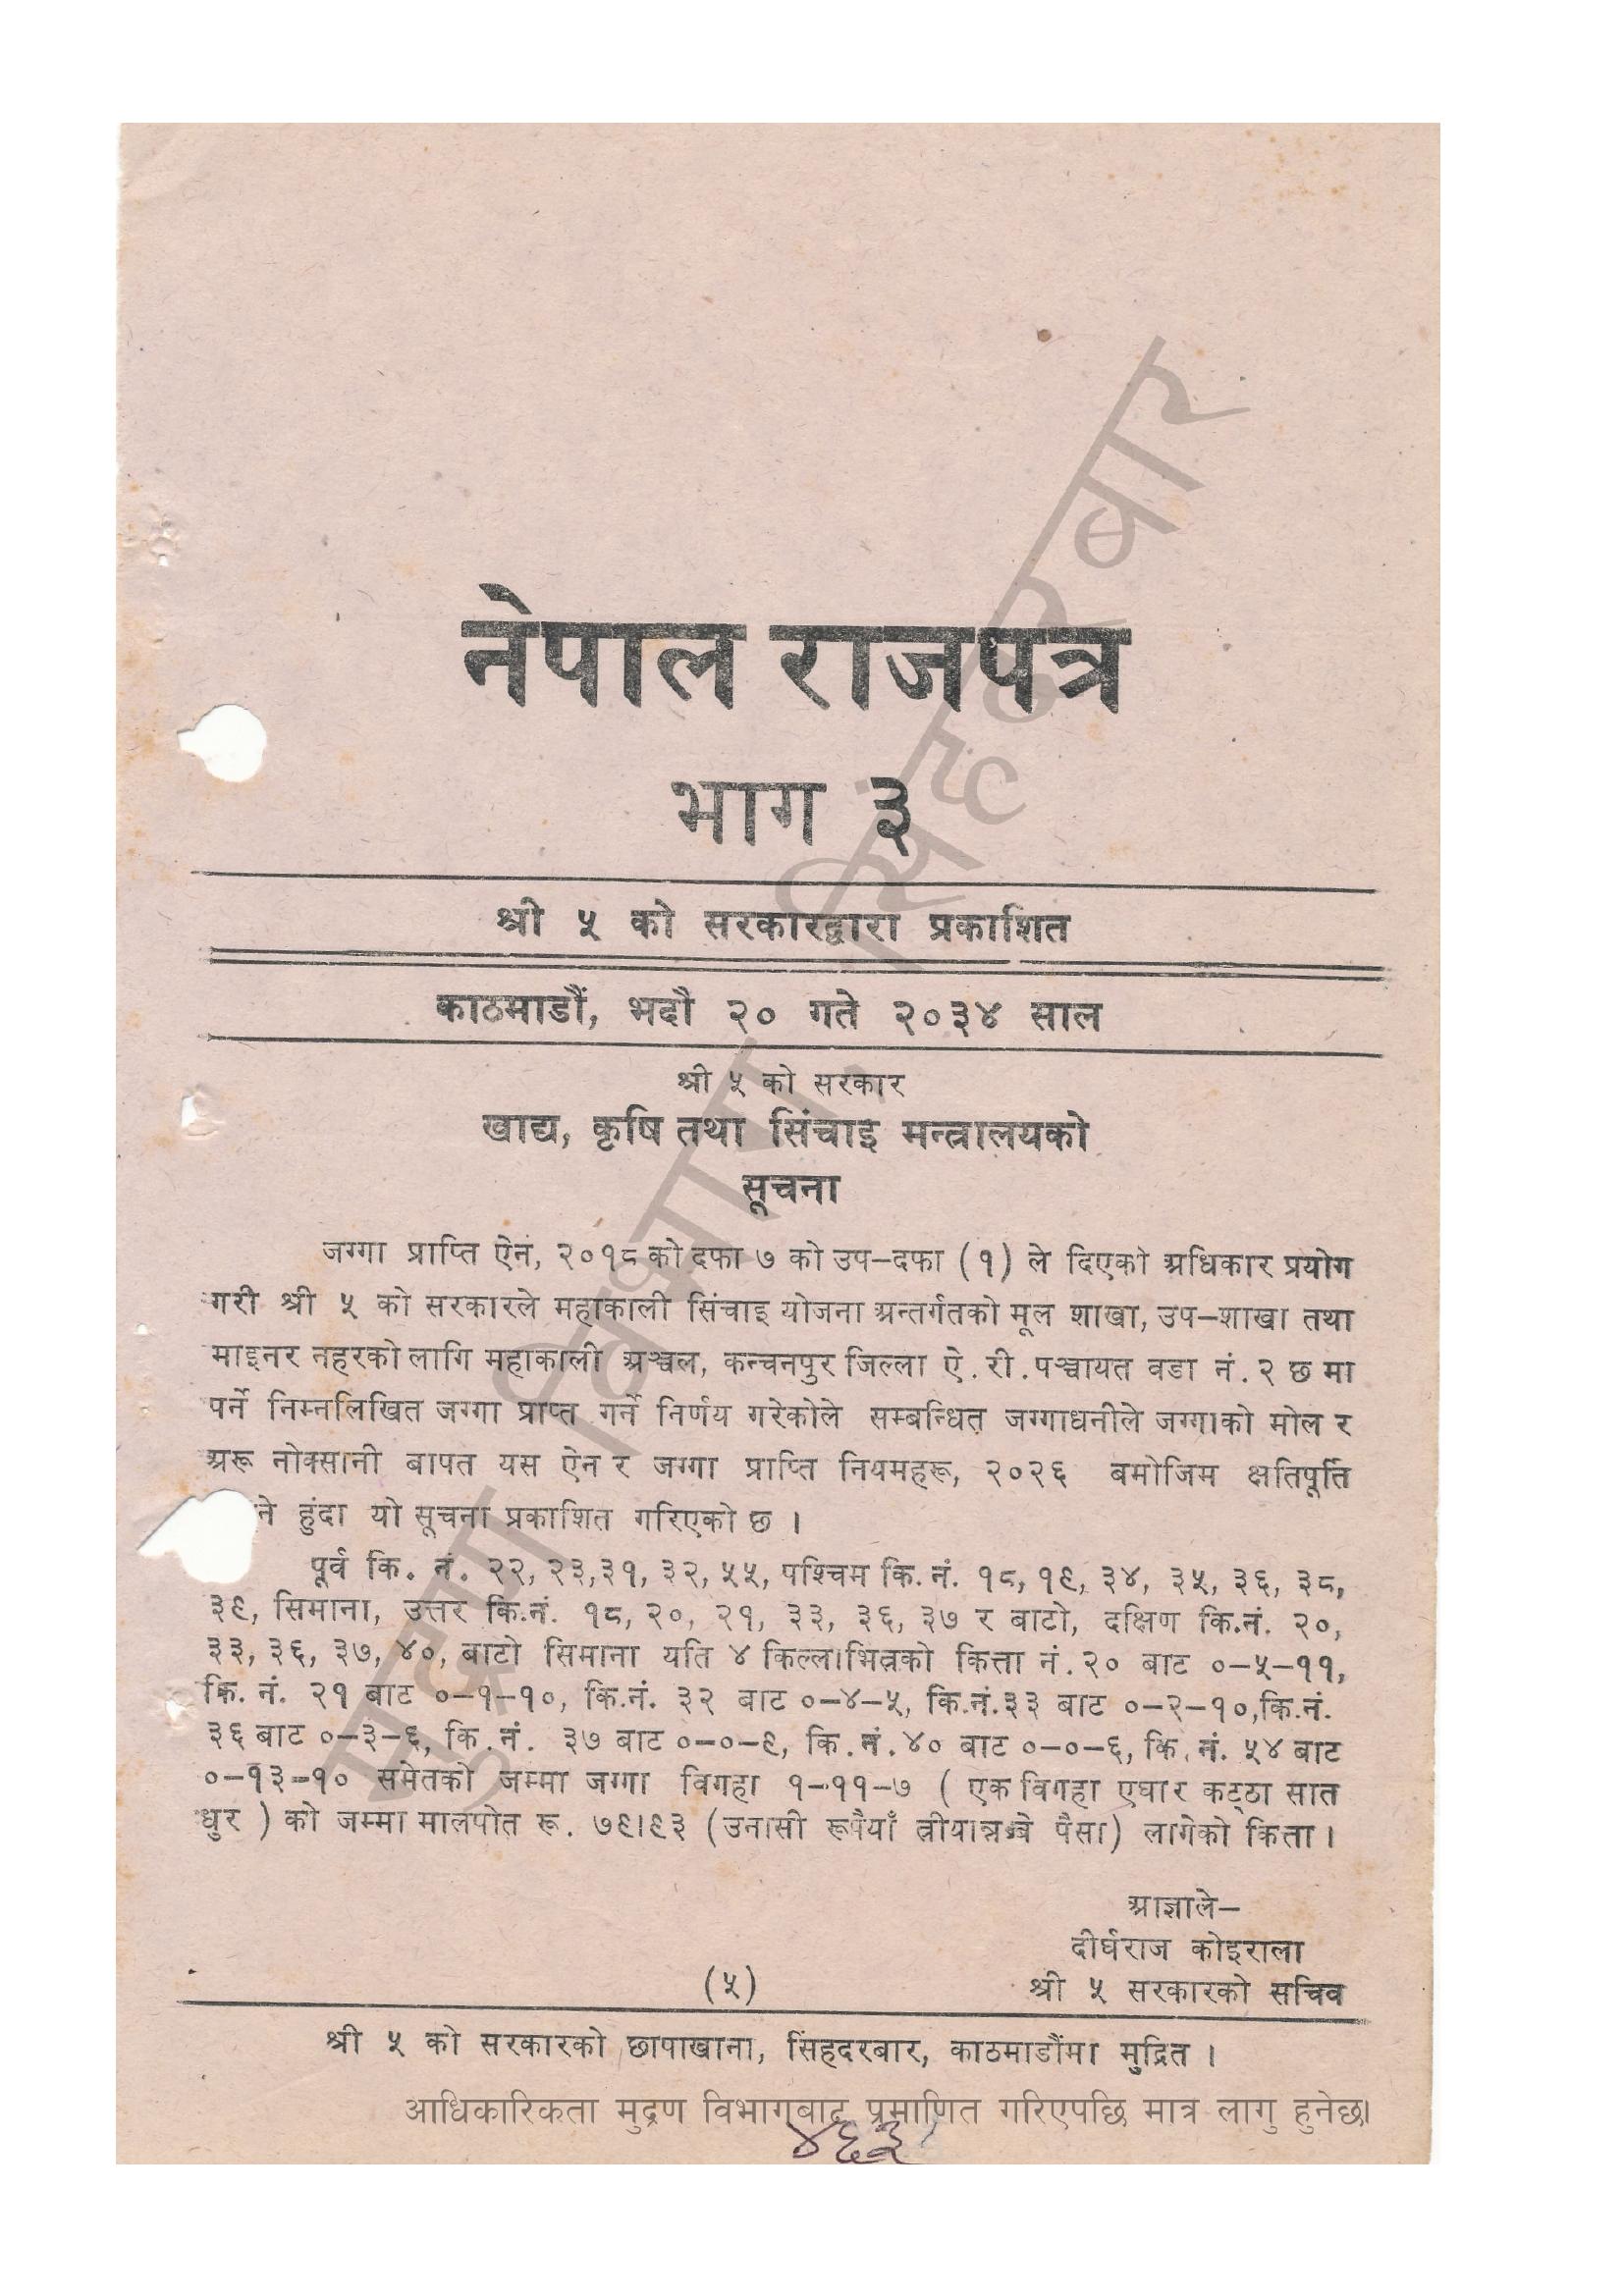 नेपाल राजपत्र
भाग ३
श्री ५ को सरकारद्वारा प्रकाशित
काठमाडौं, भदौ २० गते २०३४ साल
श्री ५ को सरकार
खाद्य, कृषि तथा सिंचाइ मन्त्रालयको
सूचना
जग्गा प्राप्ति ऐन, २०१८ को दफा ७ को उप-दफा (१) ले दिएको अधिकार प्रयोग
गरी श्री ५ को सरकारले महाकाली सिंचाइ योजना अन्तर्गतको मूल शाखा, उप-शाखा तथा
माइनर नहरको लागि महाकाली अञ्चल, कन्चनपुर जिल्ला ऐ. री. पञ्चायत वडा नं. २ छ मा
पर्ने निम्नलिखित जग्गा प्राप्त गर्ने निर्णय गरेकोले सम्बन्धित जग्गाधनीले जग्गाको मोल र
अरू नोक्सानी बापत यस ऐन र जग्गा प्राप्ति नियमहरू, २०२६ बमोजिम क्षतिपूर्ति
ने हुंदा यो सूचना प्रकाशित गरिएको छ ।
पूर्व कि. नं. २२, २३, ३१, ३२, ५५, पश्चिम कि. नं. १८, १९, ३४, ३५, ३६, ३८,
३९, सिमाना, उत्तर कि.नं. १८, २०, २१, ३३, ३६, ३७ र बाटो, दक्षिण कि.नं. २०,
३३, ३६, ३७, ४०, बाटो सिमाना यति ४ किल्लाभित्रको कित्ता नं. २० बाट ०-५-११,
कि. नं. २१ बाट ०-१-१०, कि.नं. ३२ बाट ०-४-५, कि.नं.३३ बाट ०-२-१०,कि.नं.
३६ बाट ०-३-६, कि.नं. ३७ बाट ०-०-९, कि.नं.४० बाट ०-०-६, कि. नं. ५४ बाट
०-१३-१० समेतको जम्मा जग्गा विगहा १-११-७ ( एक विगहा एघार कट्ठा सात
धुर ) को जम्मा मालपोत रू. ७९।९३ (उनासी रूपैयाँ त्रीयान्नब्बे पैसा) लागेको किता ।
आज्ञाले-
दीर्घराज कोइराला
श्री ५ सरकारको सचिव
(५)
श्री ५ को सरकारको छापाखाना, सिंहदरबार, काठमाडौंमा मुद्रित ।
आधिकारिकता मुद्रण विभागबाट प्रमाणित गरिएपछि मात्र लागु हुनेछ।
४६३
मुद्रण विभाग, सिंहदरबार